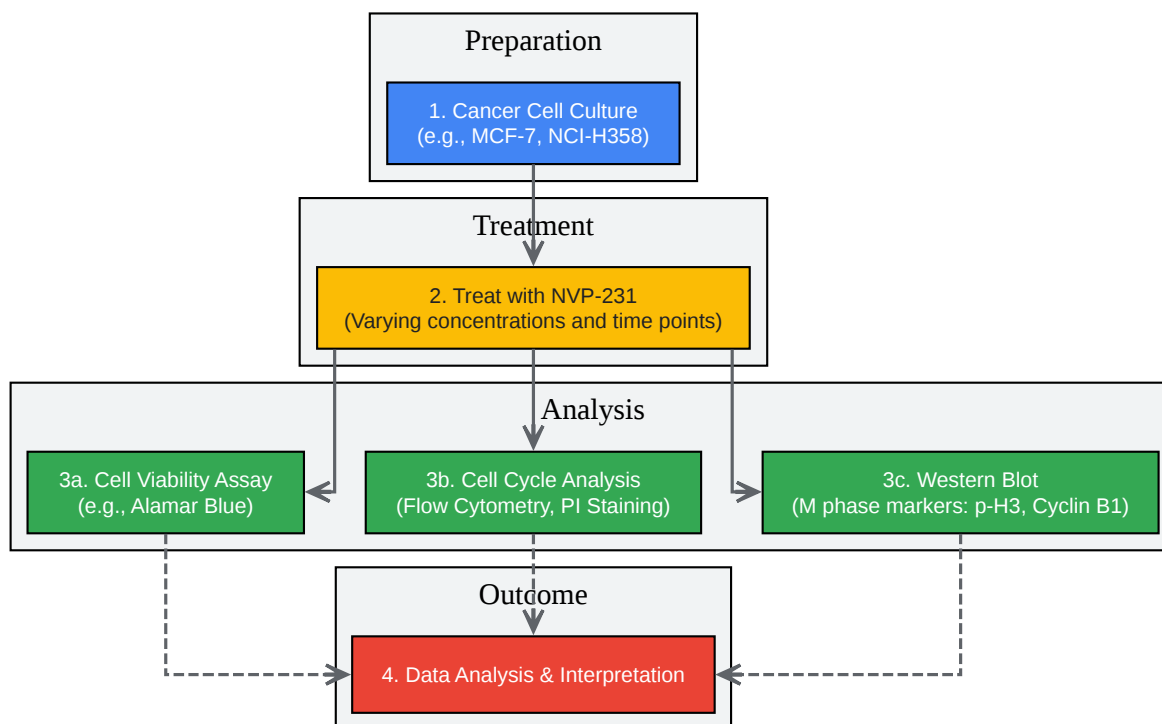 Preparation
1. Cancer Cell Culture
(e.g., MCF-7, NCI-H358)
Treatment
2. Treat with NVP-231
(Varying concentrations and time points)
Analysis
3a. Cell Viability Assay
(e.g., Alamar Blue)
3b. Cell Cycle Analysis
(Flow Cytometry, PI Staining)
3c. Western Blot
(M phase markers: p-H3, Cyclin B1)
Outcome
4. Data Analysis & Interpretation